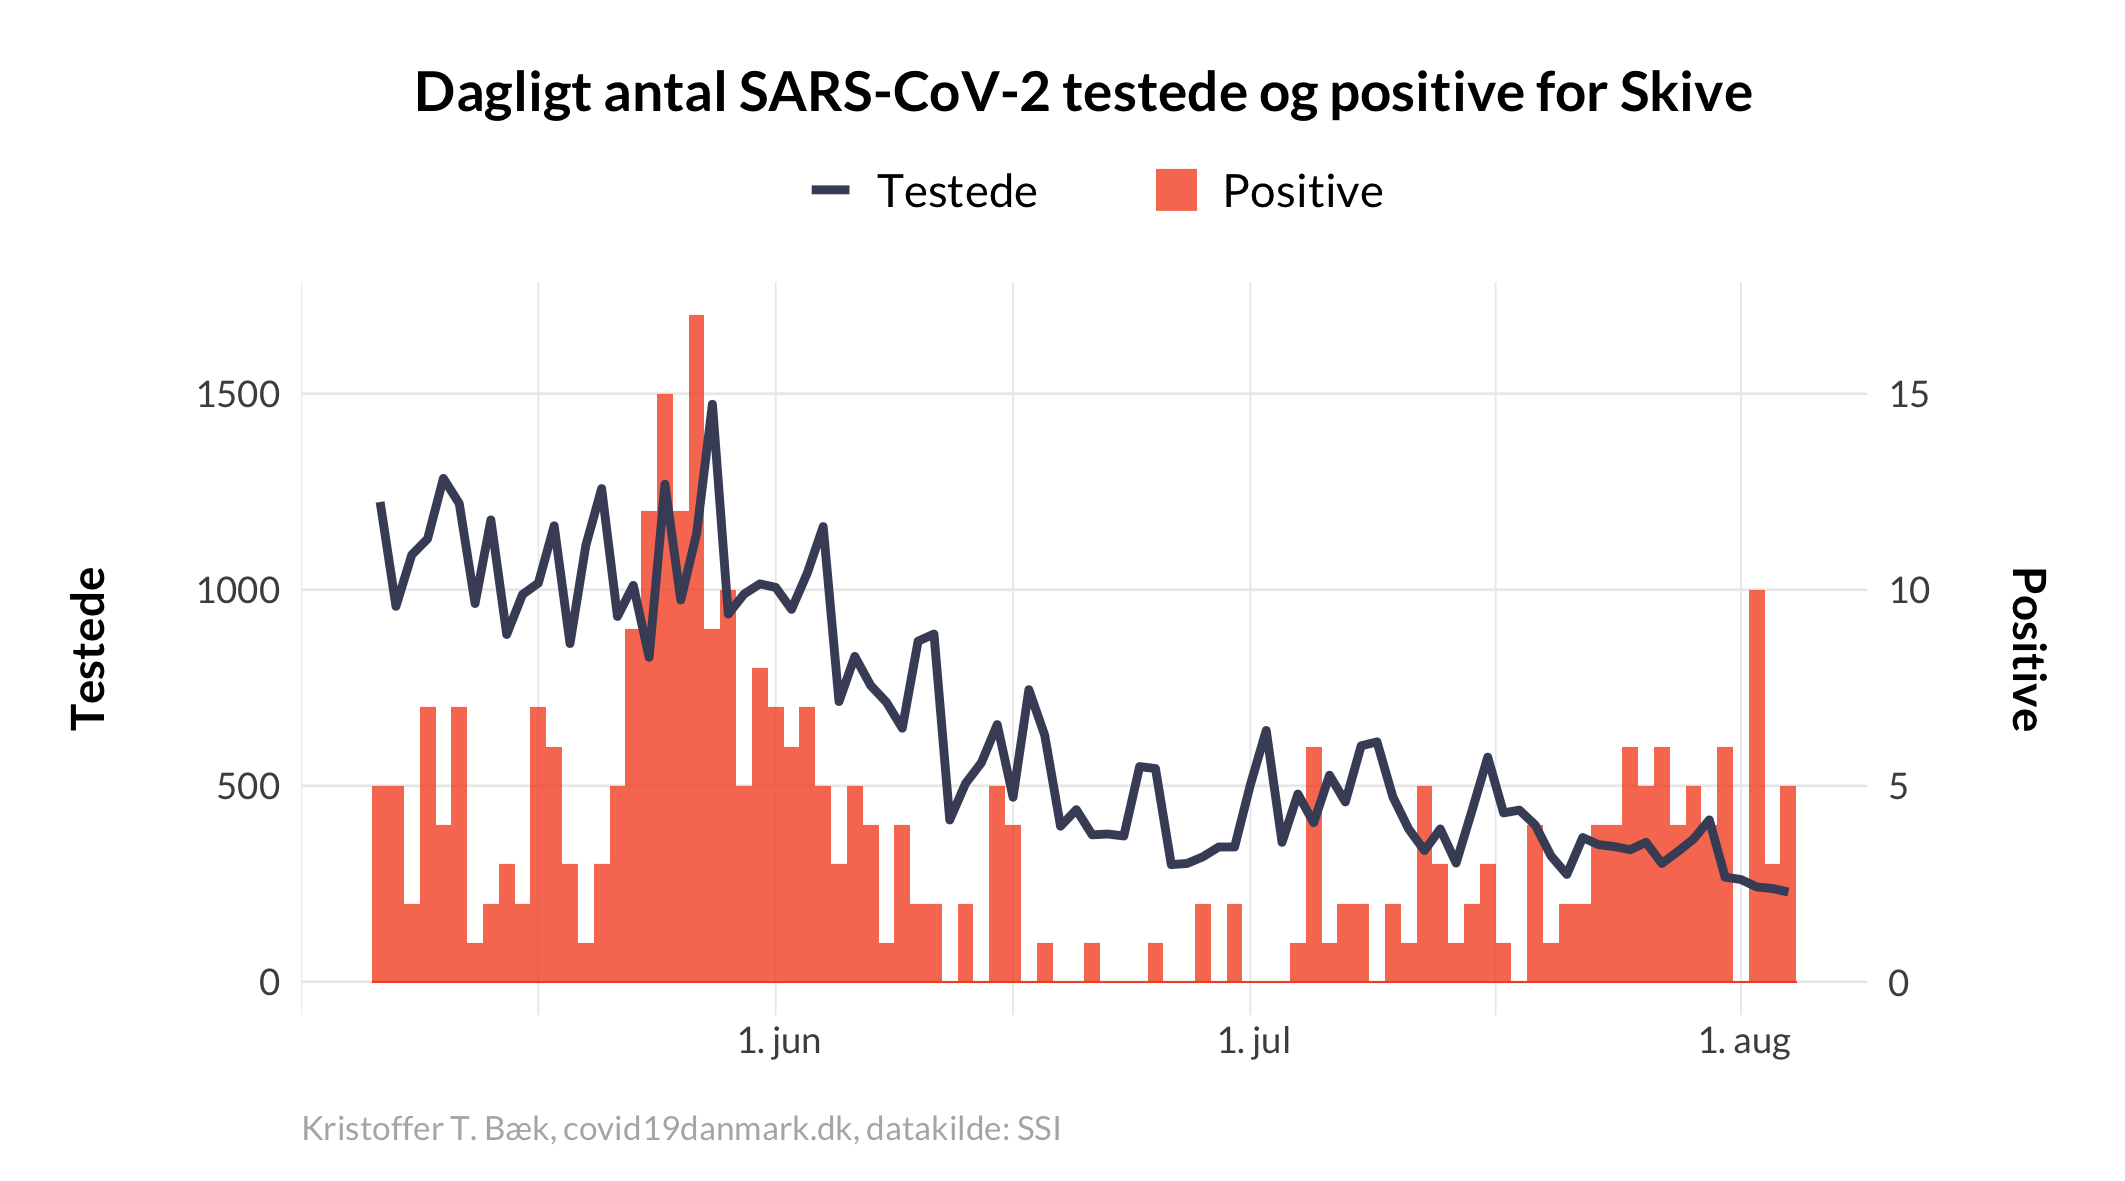 Dagligt antal SARS-CoV-2 testede og positive for Skive
Testede Positive
1500 15
1000 10
500 5
0 0
Testede
Positive
1. jun 1. jul 1. aug
Kristoffer T. Bæk, covid19danmark.dk, datakilde: SSI